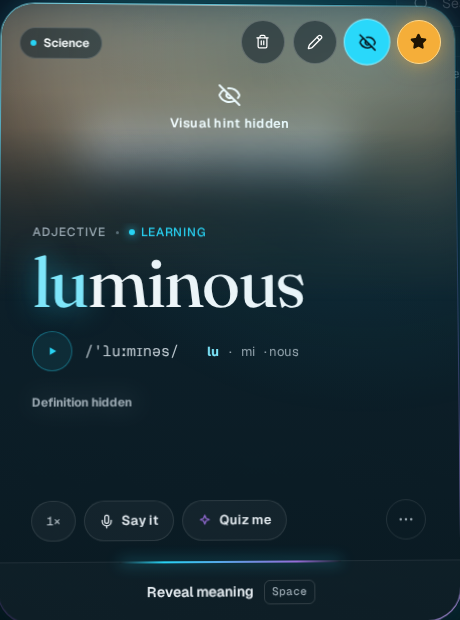 Science
Visual hint hidden
ADJECTIVE · LEARNING
luminous
/ˈluːmɪnəs/ lu · mi · nous
Definition hidden
1× Say it Quiz me ...
Reveal meaning Space